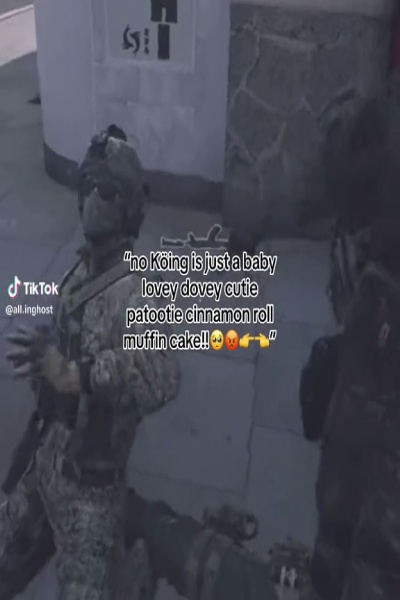 "no Köing is just a baby
lovey dovey cutie
patootie cinnamon roll
muffin cake!!🥺😡👉👈"
TikTok
@all.inghost